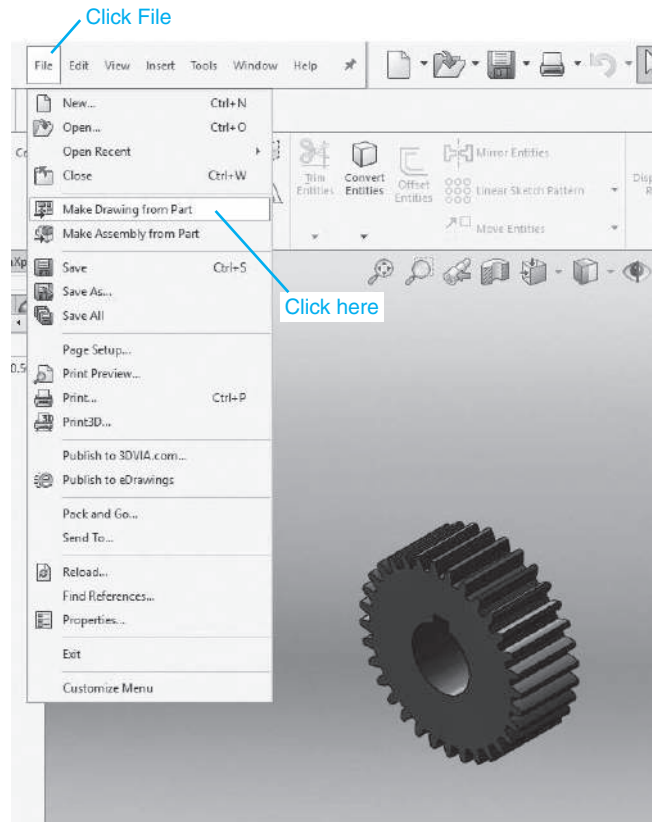 Click File
File Edit View Insert Tools Window Help
New... Ctrl+N
Open... Ctrl+O
Open Recent
Close Ctrl+W
Make Drawing from Part
Make Assembly from Part
Save Ctrl+S
Save As...
Save All
Page Setup...
Print Preview...
Print... Ctrl+P
Print3D...
Publish to 3DVIA.com...
Publish to eDrawings
Pack and Go...
Send To...
Reload...
Find References...
Properties...
Exit
Customize Menu
Trim Entities
Convert Entities
Offset Entities
Mirror Entities
Linear Sketch Pattern
Move Entities
Click here